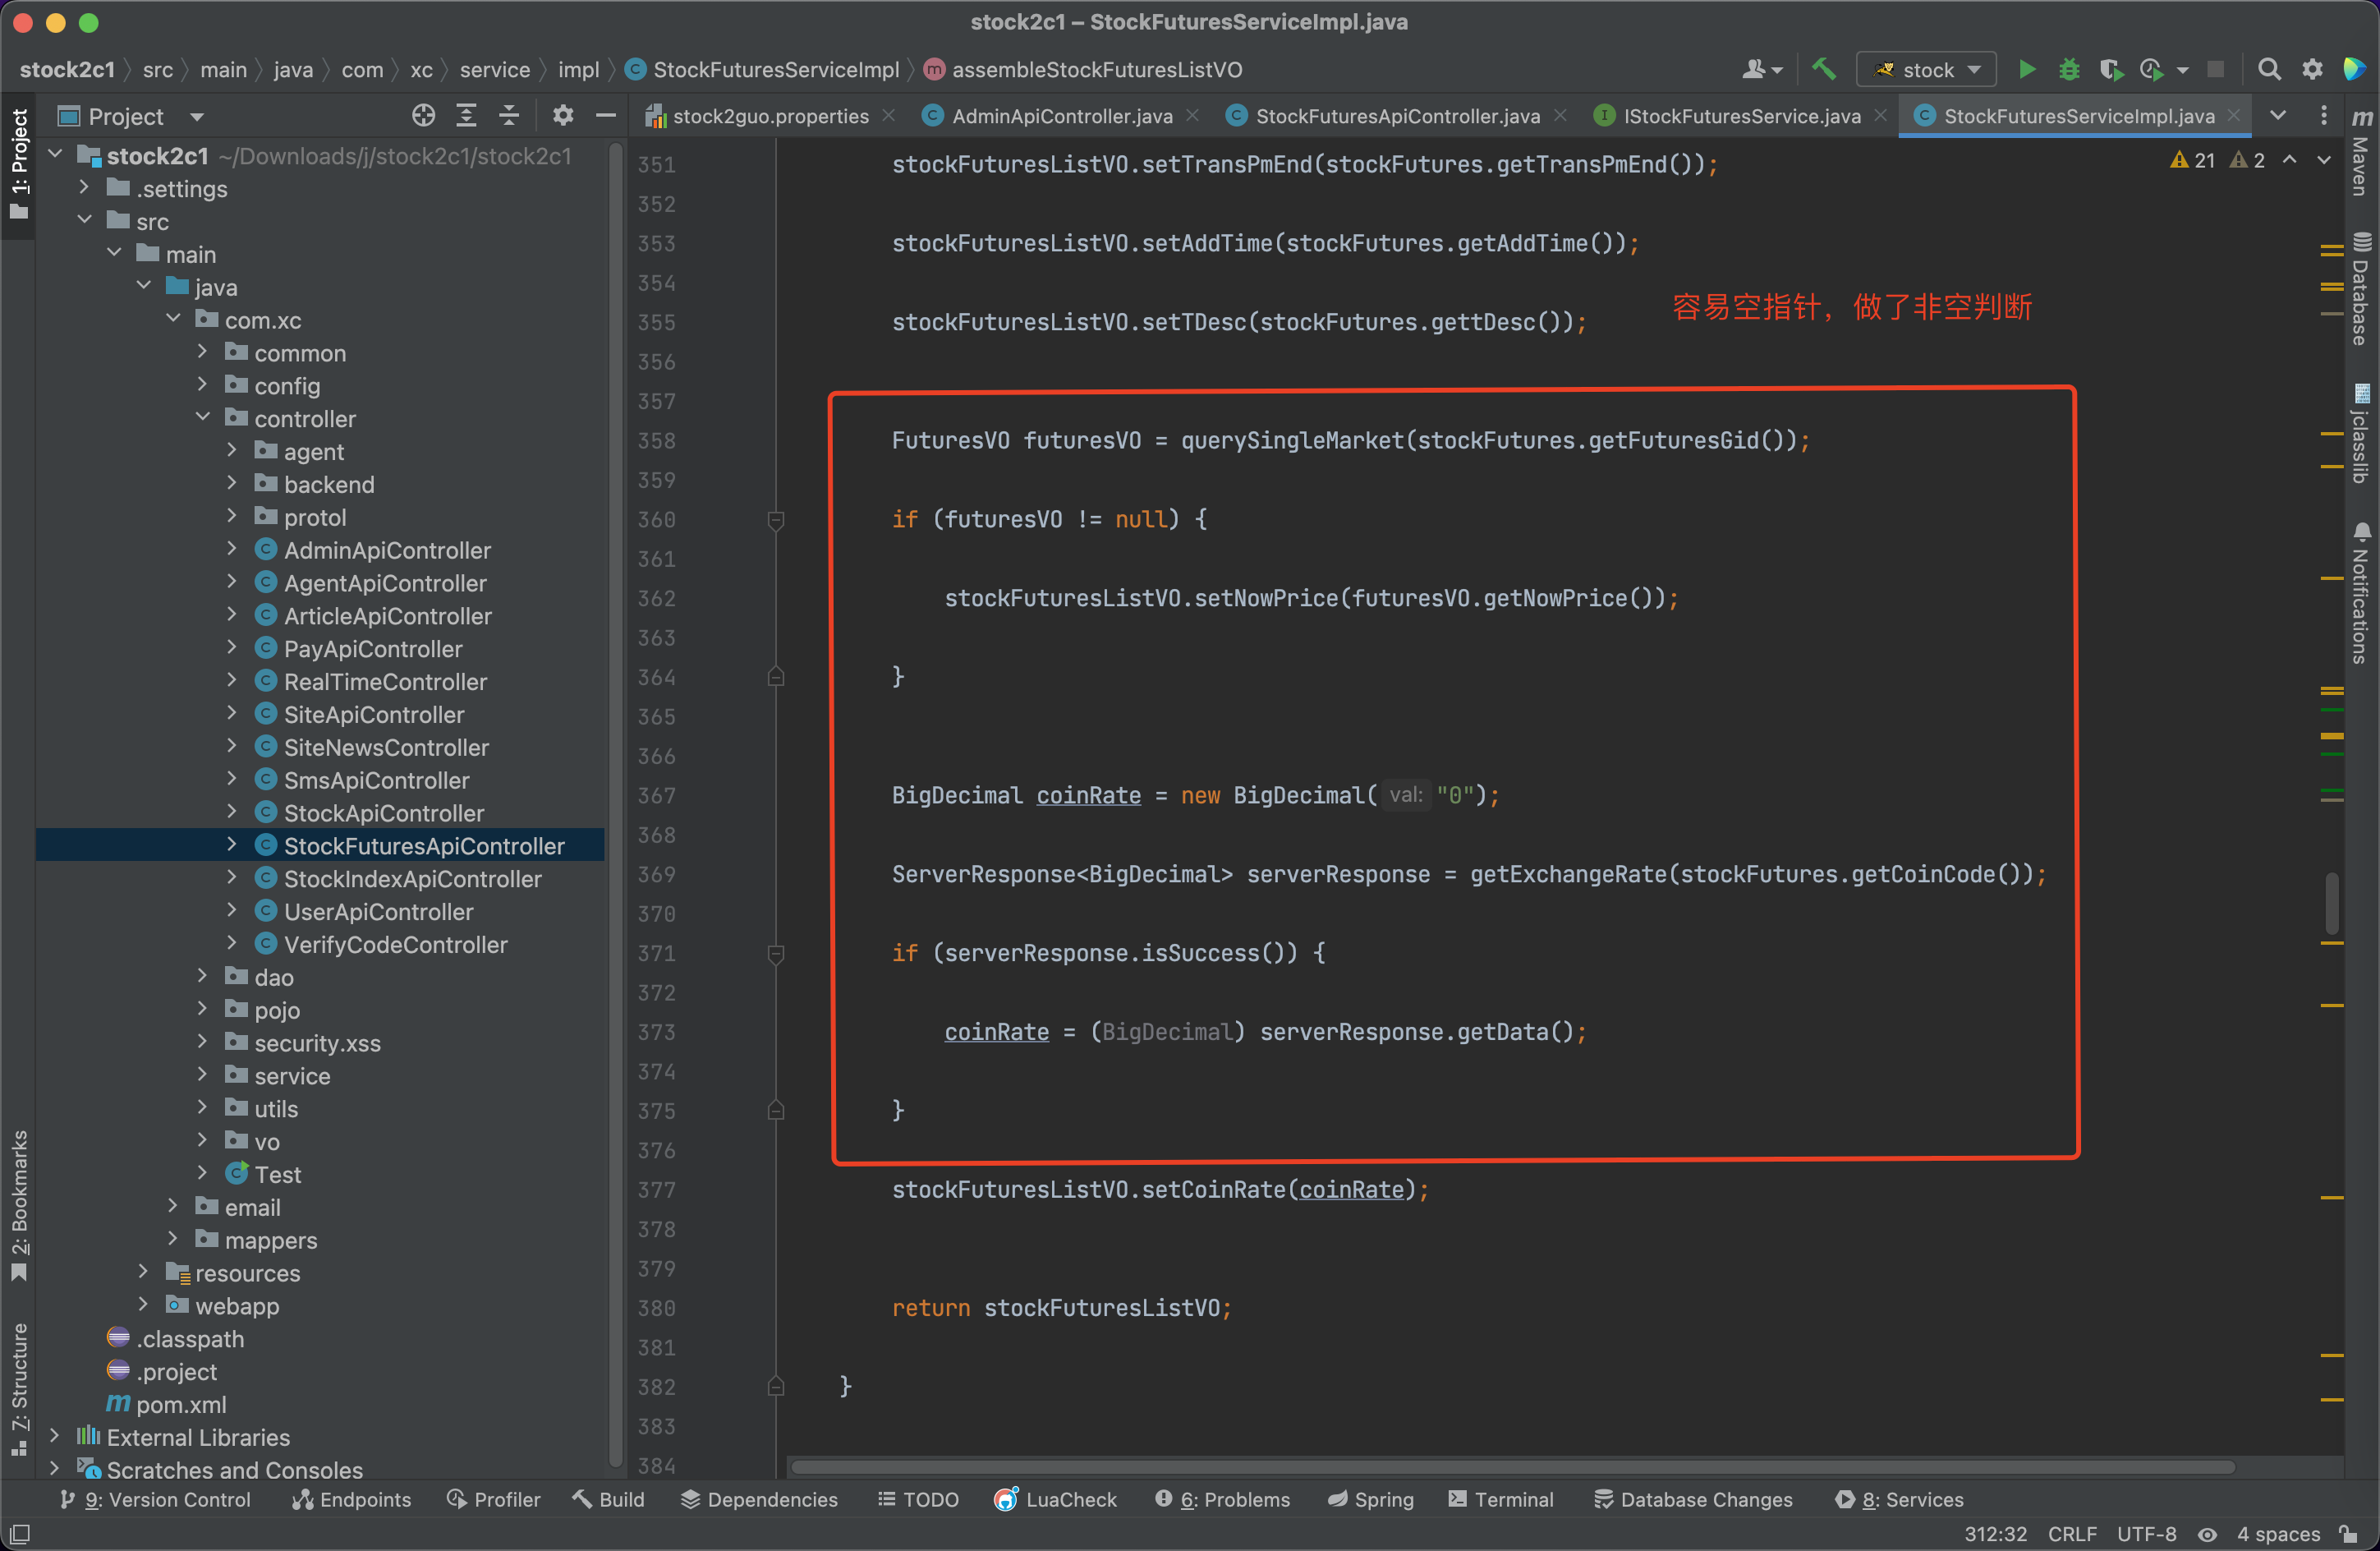 stock2c1 – StockFuturesServiceImpl.java
stock2c1 src main java com xc service impl StockFuturesServiceImpl assembleStockFuturesListVO
stock
Project
stock2guo.properties
AdminApiController.java
StockFuturesApiController.java
IStockFuturesService.java
StockFuturesServiceImpl.java
1: Project
2: Bookmarks
7: Structure
stock2c1 ~/Downloads/j/stock2c1/stock2c1
.settings
src
main
java
com.xc
common
config
controller
agent
backend
protol
AdminApiController
AgentApiController
ArticleApiController
PayApiController
RealTimeController
SiteApiController
SiteNewsController
SmsApiController
StockApiController
StockFuturesApiController
StockIndexApiController
UserApiController
VerifyCodeController
dao
pojo
security.xss
service
utils
vo
Test
email
mappers
resources
webapp
.classpath
.project
pom.xml
External Libraries
Scratches and Consoles
21 2
351 stockFuturesListVO.setTransPmEnd(stockFutures.getTransPmEnd());
352
353 stockFuturesListVO.setAddTime(stockFutures.getAddTime());
354
容易空指针，做了非空判断
355 stockFuturesListVO.setTDesc(stockFutures.gettDesc());
356
357
358 FuturesVO futuresVO = querySingleMarket(stockFutures.getFuturesGid());
359
360 if (futuresVO != null) {
361
362 stockFuturesListVO.setNowPrice(futuresVO.getNowPrice());
363
364 }
365
366
367 BigDecimal coinRate = new BigDecimal( val: "0");
368
369 ServerResponse<BigDecimal> serverResponse = getExchangeRate(stockFutures.getCoinCode());
370
371 if (serverResponse.isSuccess()) {
372
373 coinRate = (BigDecimal) serverResponse.getData();
374
375 }
376
377 stockFuturesListVO.setCoinRate(coinRate);
378
379
380 return stockFuturesListVO;
381
382 }
383
384
m Maven
Database
jclasslib
Notifications
9: Version Control
Endpoints
Profiler
Build
Dependencies
TODO
LuaCheck
6: Problems
Spring
Terminal
Database Changes
8: Services
312:32 CRLF UTF-8 4 spaces